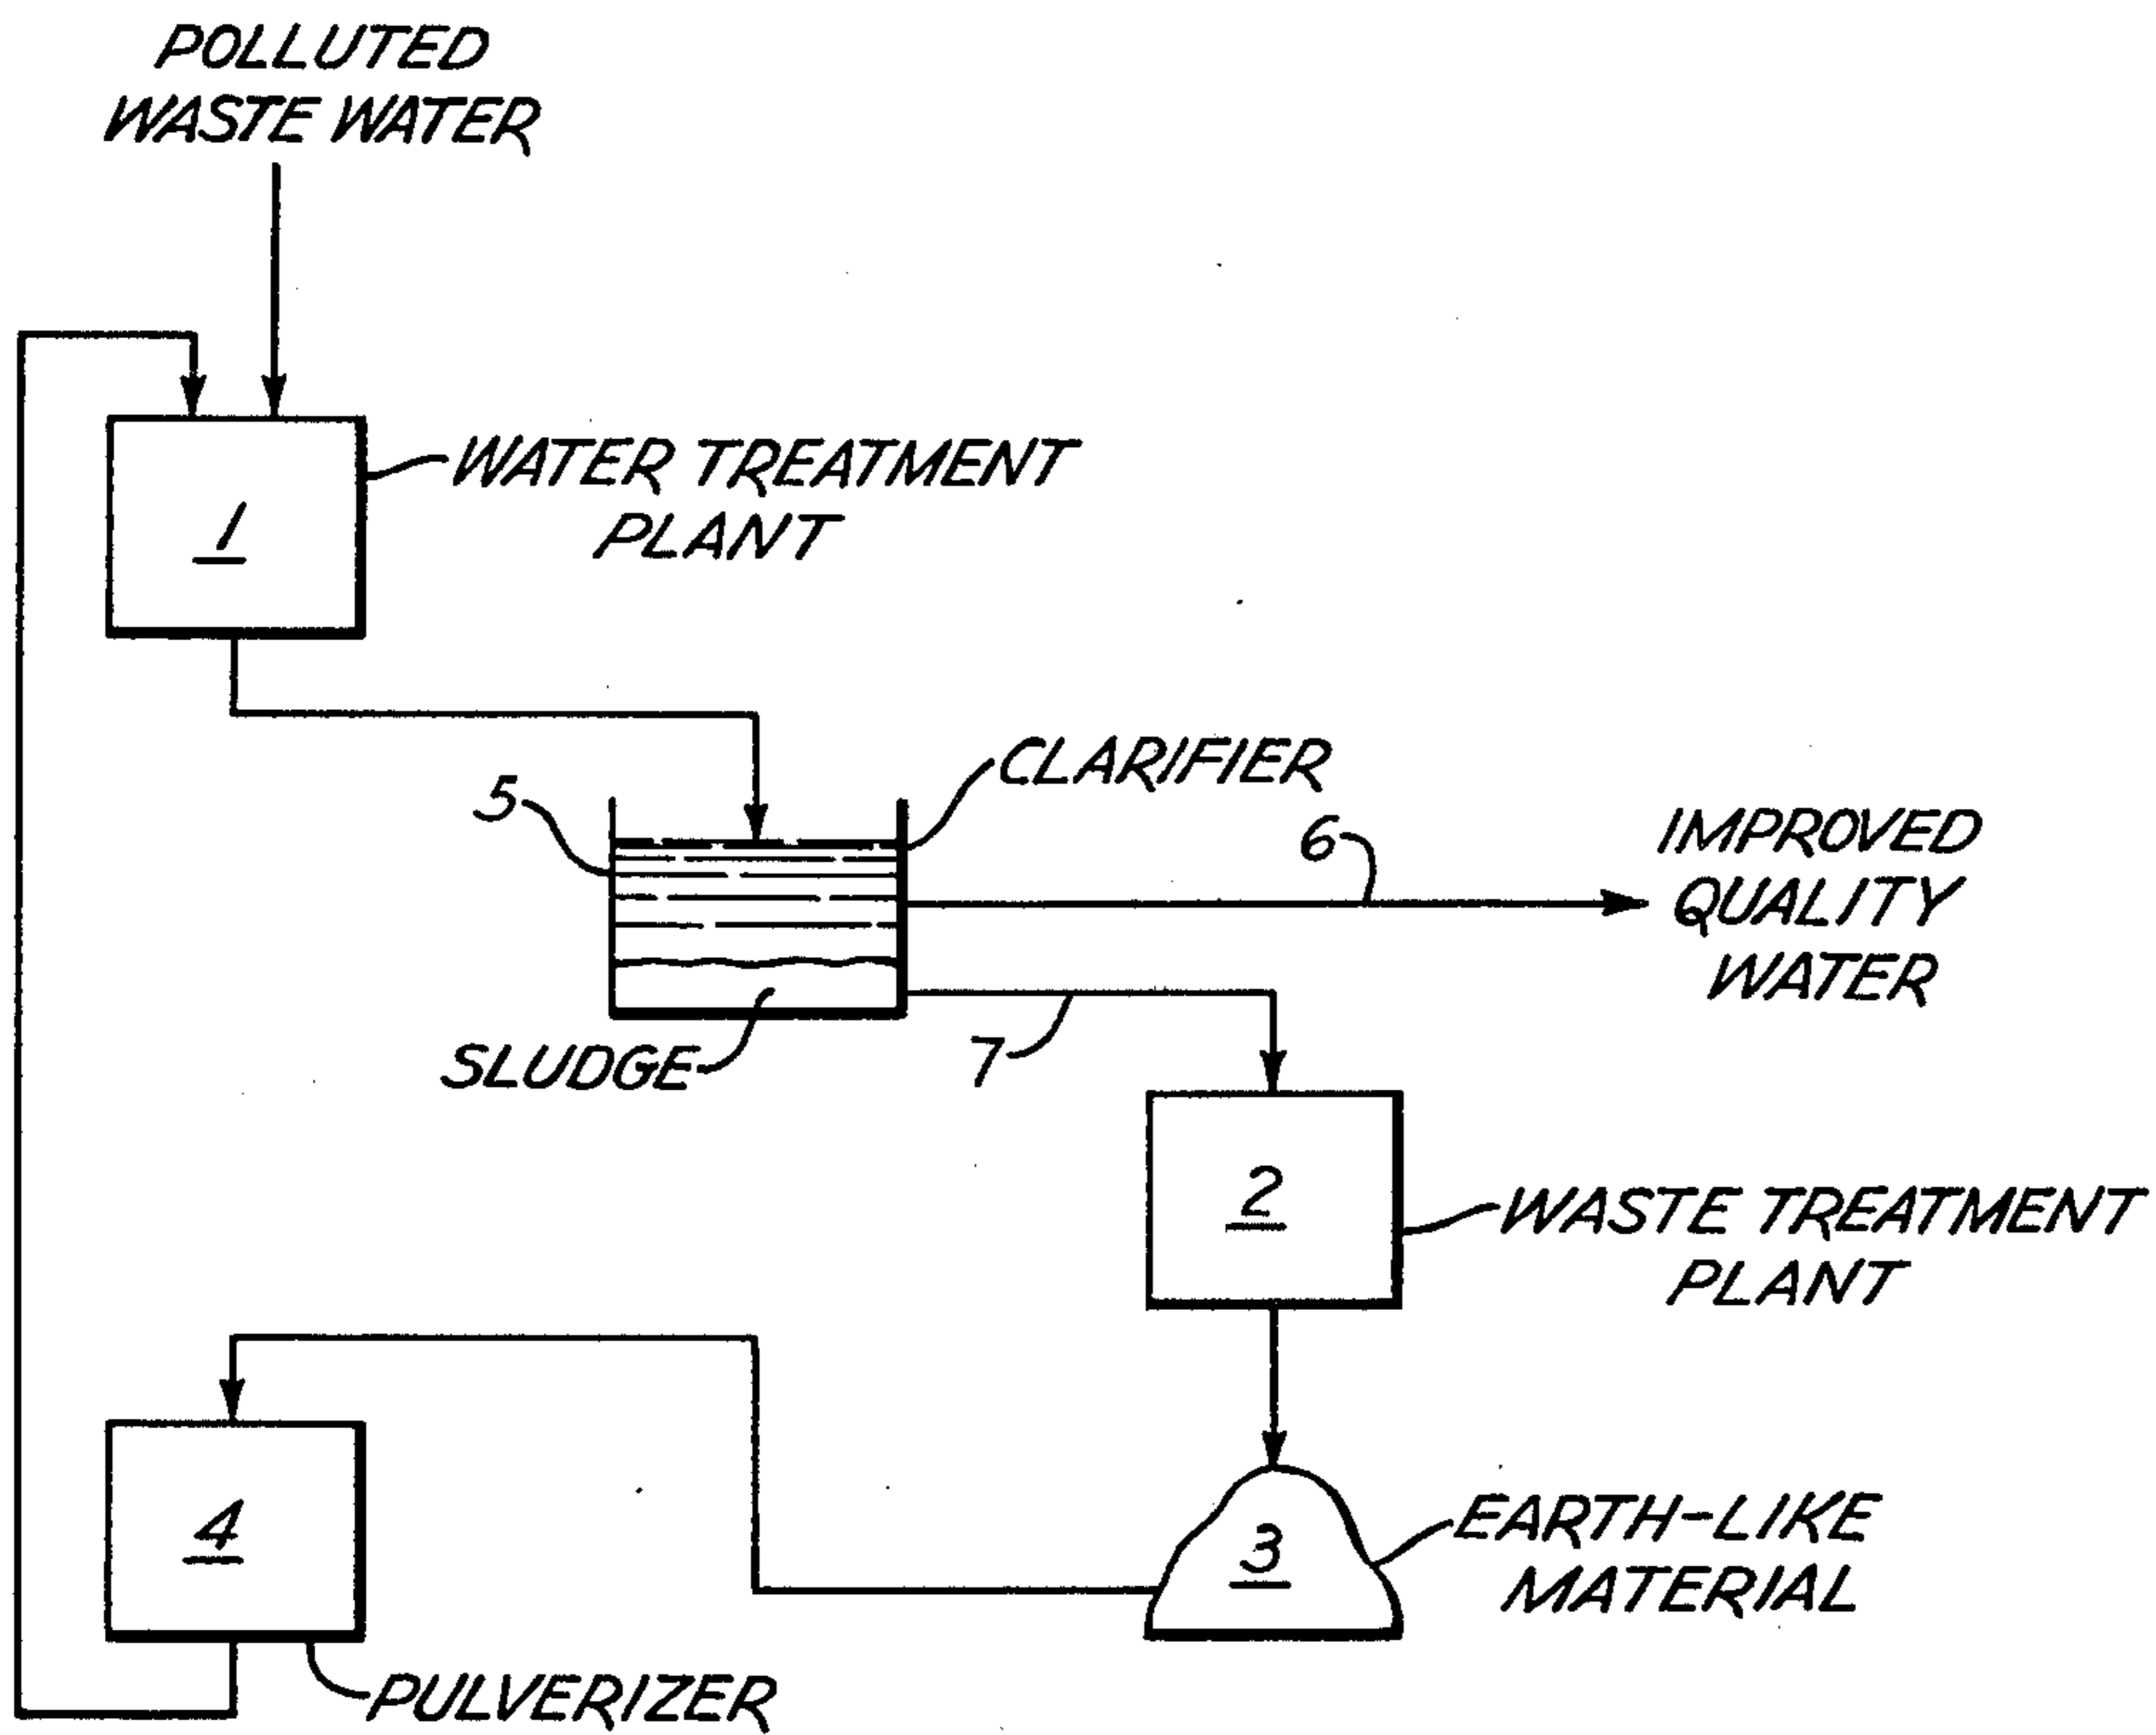 POLLUTED
WASTE WATER
WATER TREATMENT
PLANT
1
CLARIFIER
5
6
IMPROVED
QUALITY
WATER
SLUDGE
7
2
WASTE TREATMENT
PLANT
4
3
EARTH-LIKE
MATERIAL
PULVERIZER